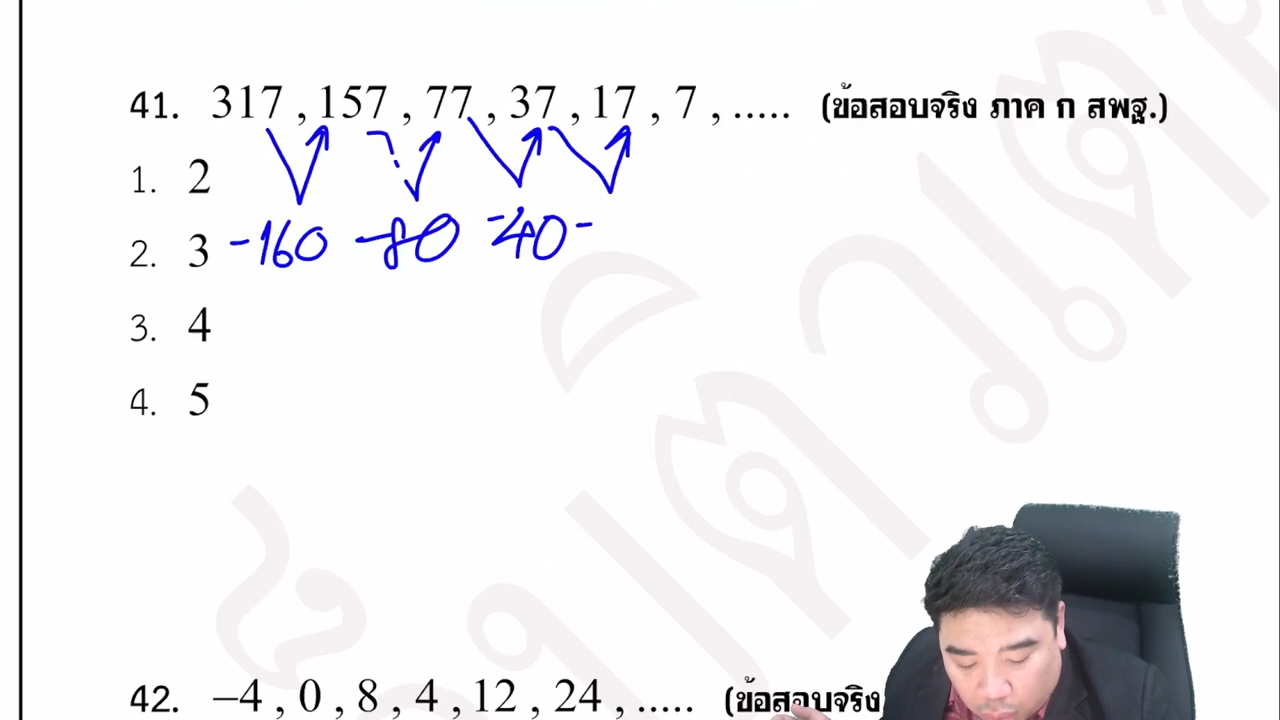 41. 317 , 157 , 77 , 37 , 17 , 7 , ..... (ข้อสอบจริง ภาค ก สพฐ.)
1. 2
2. 3 -160 -80 -40 -
3. 4
4. 5
42. –4 , 0 , 8 , 4 , 12 , 24 , ..... (ข้อสอบจริง